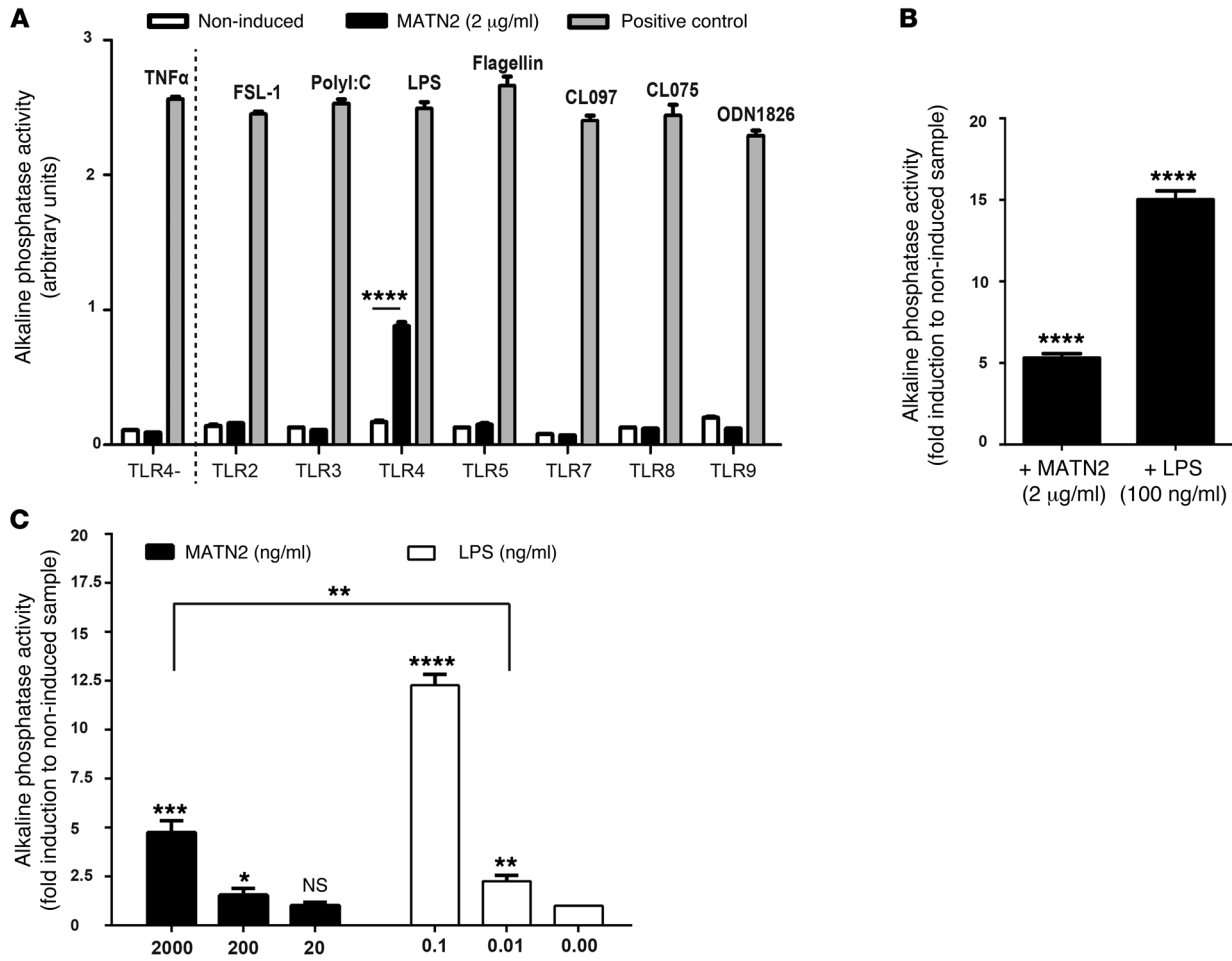 A
Non-induced MATN2 (2 μg/ml) Positive control
Alkaline phosphatase activity
(arbitrary units)
3
2
1
0
TNFα
FSL-1
PolyI:C
LPS
Flagellin
CL097
CL075
ODN1826
****
TLR4- TLR2 TLR3 TLR4 TLR5 TLR7 TLR8 TLR9
B
Alkaline phosphatase activity
(fold induction to non-induced sample)
20
15
10
5
0
****
****
+ MATN2 + LPS
(2 μg/ml) (100 ng/ml)
C
Alkaline phosphatase activity
(fold induction to non-induced sample)
20
17.5
15
12.5
10
7.5
5
2.5
0
MATN2 (ng/ml) LPS (ng/ml)
**
***
*
NS
****
**
2000 200 20 0.1 0.01 0.00